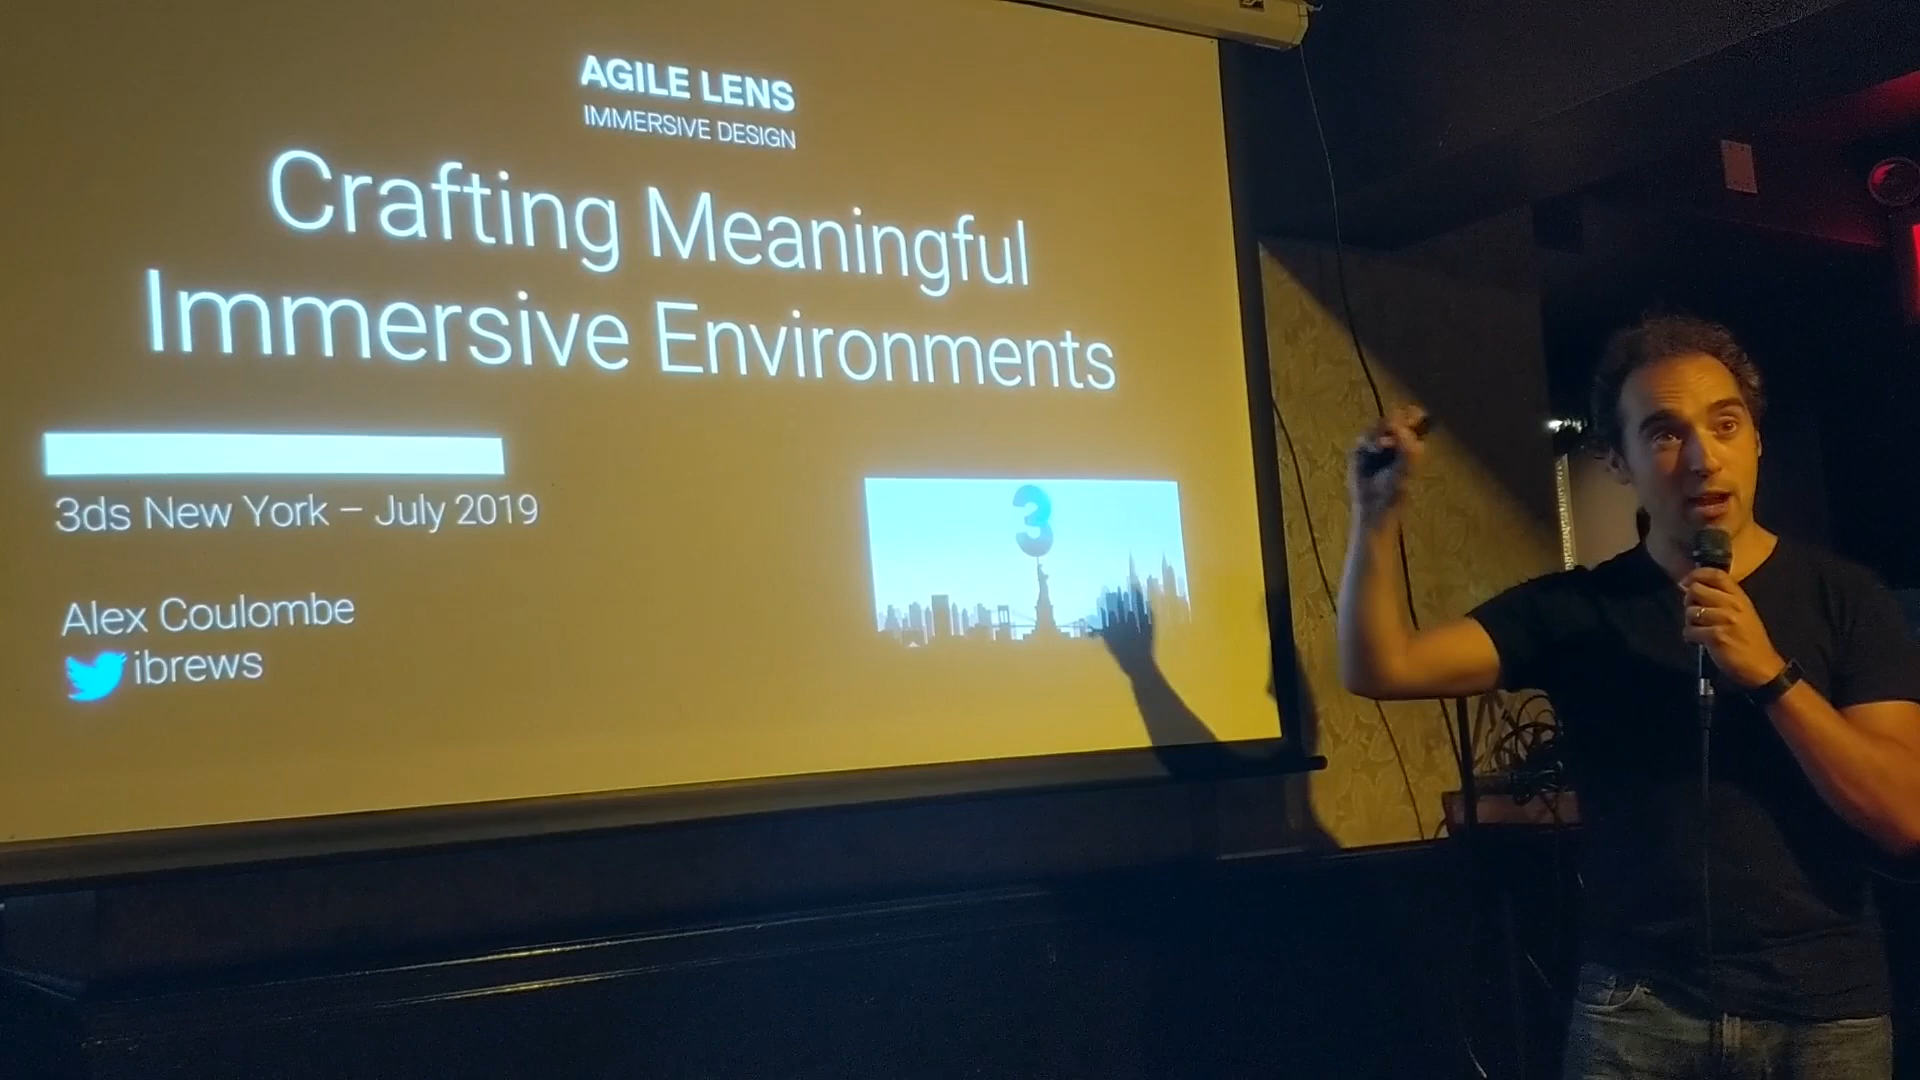 AGILE LENS
IMMERSIVE DESIGN
Crafting Meaningful
Immersive Environments
3ds New York – July 2019
3
Alex Coulombe
ibrews